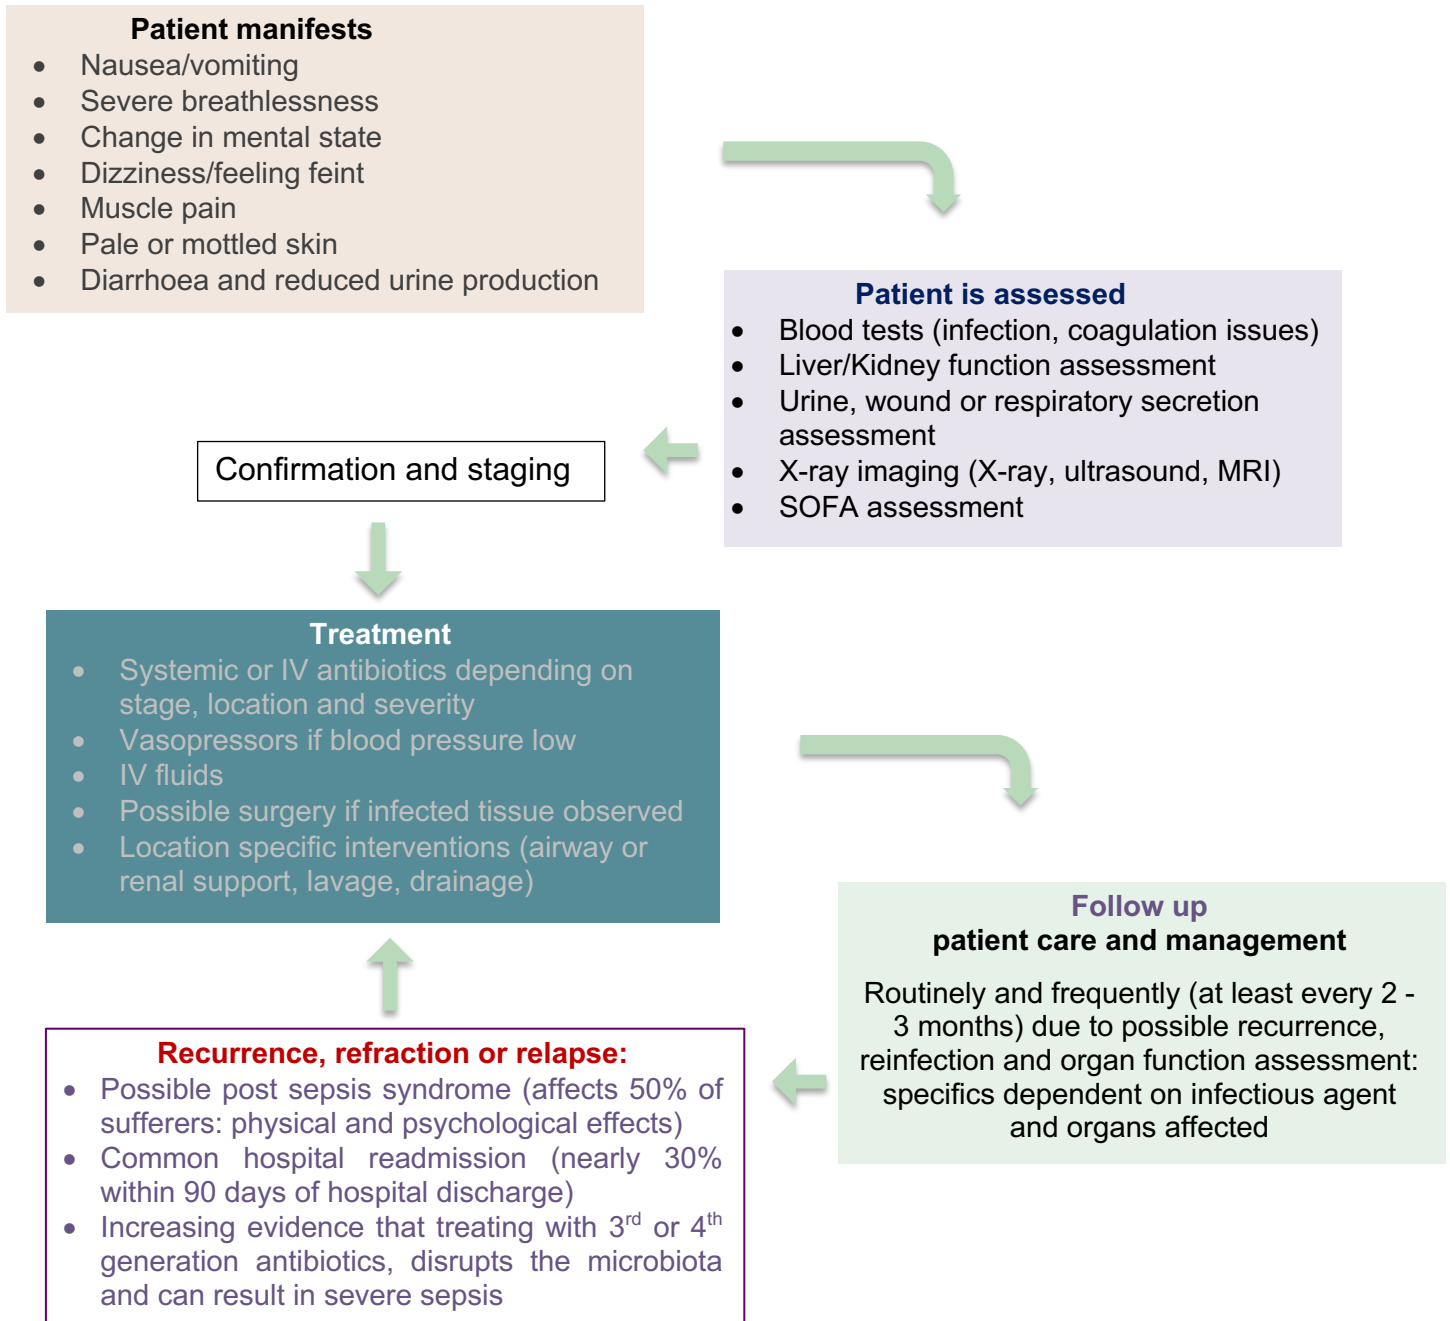 Patient manifests
• Nausea/vomiting
• Severe breathlessness
• Change in mental state
• Dizziness/feeling feint
• Muscle pain
• Pale or mottled skin
• Diarrhoea and reduced urine production
Patient is assessed
• Blood tests (infection, coagulation issues)
• Liver/Kidney function assessment
• Urine, wound or respiratory secretion
assessment
• X-ray imaging (X-ray, ultrasound, MRI)
• SOFA assessment
Confirmation and staging
Treatment
• Systemic or IV antibiotics depending on
stage, location and severity
• Vasopressors if blood pressure low
• IV fluids
• Possible surgery if infected tissue observed
• Location specific interventions (airway or
renal support, lavage, drainage)
Follow up
patient care and management
Routinely and frequently (at least every 2 -
3 months) due to possible recurrence,
reinfection and organ function assessment:
specifics dependent on infectious agent
and organs affected
Recurrence, refraction or relapse:
• Possible post sepsis syndrome (affects 50% of
sufferers: physical and psychological effects)
• Common hospital readmission (nearly 30%
within 90 days of hospital discharge)
• Increasing evidence that treating with 3rd or 4th
generation antibiotics, disrupts the microbiota
and can result in severe sepsis